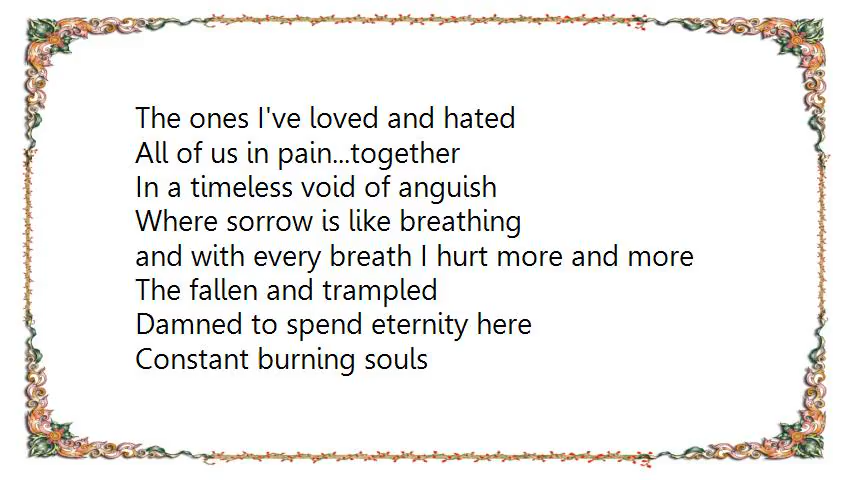 The ones I've loved and hated
All of us in pain...together
In a timeless void of anguish
Where sorrow is like breathing
and with every breath I hurt more and more
The fallen and trampled
Damned to spend eternity here
Constant burning souls